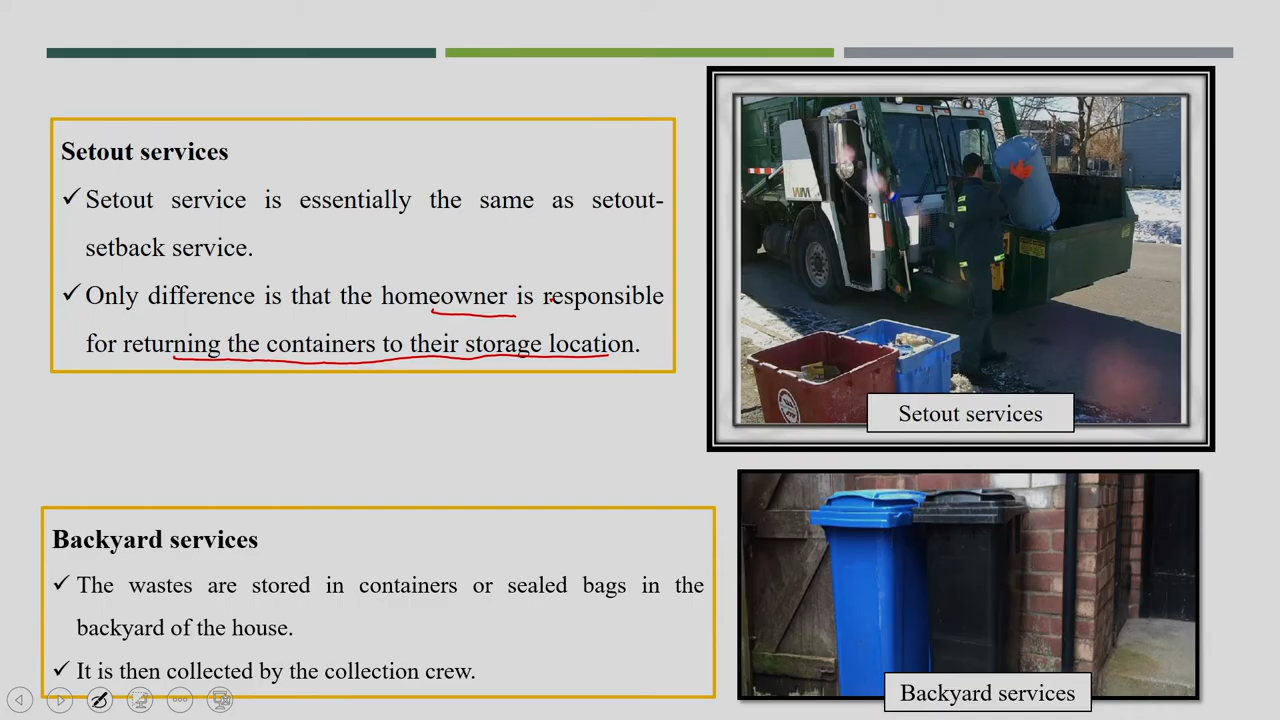 Setout services
✓ Setout service is essentially the same as setout-
setback service.
✓ Only difference is that the homeowner is responsible
for returning the containers to their storage location.
WM
Setout services
Backyard services
✓ The wastes are stored in containers or sealed bags in the
backyard of the house.
✓ It is then collected by the collection crew.
Backyard services